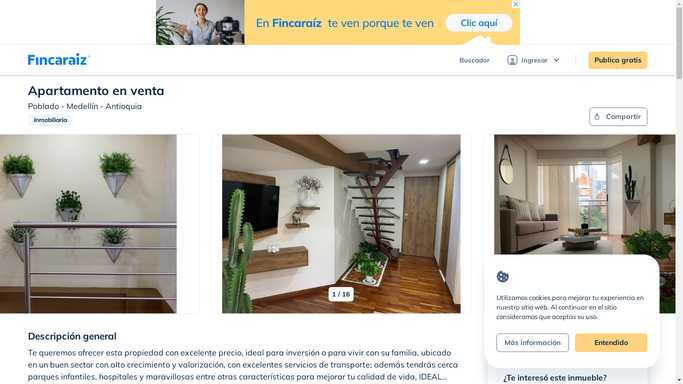 En Fincaraíz te ven porque te ven
Clic aquí
Fincaraiz
Buscador
Ingresar
Publica gratis
Apartamento en venta
Poblado - Medellín - Antioquia
Inmobiliaria
Compartir
1 / 16
Utilizamos cookies para mejorar tu experiencia en
nuestro sitio web. Al continuar en el sitio
consideramos que aceptas su uso.
Más información
Entendido
Descripción general
Te queremos ofrecer esta propiedad con excelente precio, ideal para inversión o para vivir con su familia, ubicado
en un buen sector con alto crecimiento y valorización, con excelentes servicios de transporte; además tendrás cerca
parques infantiles, hospitales y maravillosas entre otras características para mejorar tu calidad de vida, IDEAL...
¿Te interesó este inmueble?